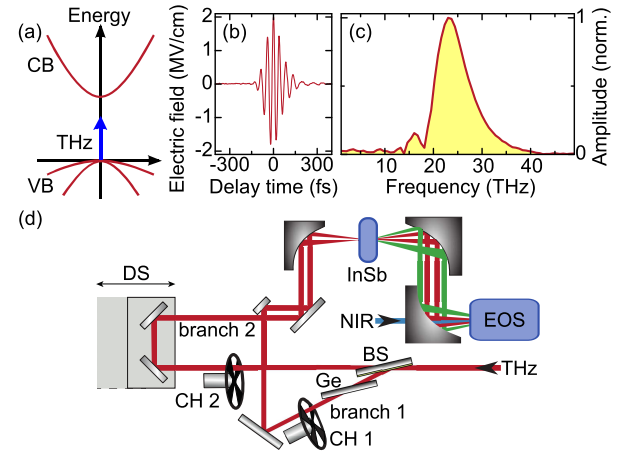 (a)
Energy
CB
THz
VB
(b)
Electric field (MV/cm)
2
1
0
-1
-2
-300
0
300
Delay time (fs)
(c)
1
0
Amplitude (norm.)
0
10
20
30
40
Frequency (THz)
(d)
DS
InSb
branch 2
NIR
EOS
BS
THz
CH 2
Ge
branch 1
CH 1